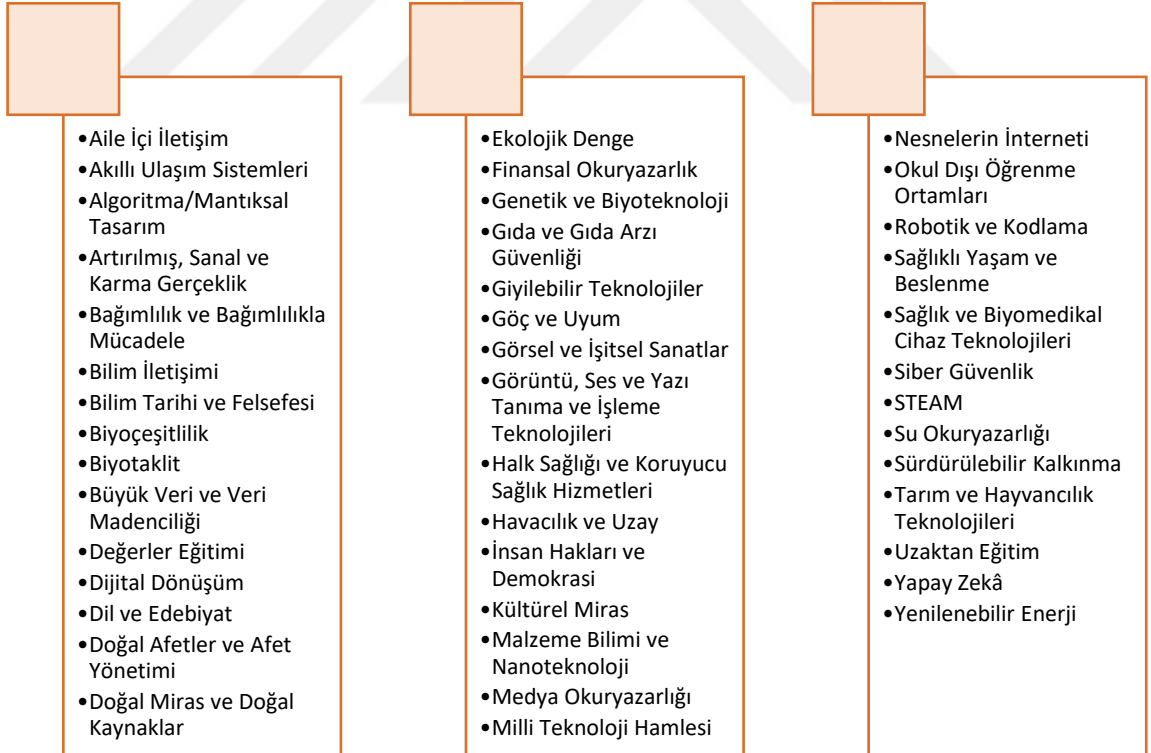 •Aile İçi İletişim
•Akıllı Ulaşım Sistemleri
•Algoritma/Mantıksal
Tasarım
•Artırılmış, Sanal ve
Karma Gerçeklik
•Bağımlılık ve Bağımlılıkla
Mücadele
•Bilim İletişimi
•Bilim Tarihi ve Felsefesi
•Biyoçeşitlilik
•Biyotaklit
•Büyük Veri ve Veri
Madenciliği
•Değerler Eğitimi
•Dijital Dönüşüm
•Dil ve Edebiyat
•Doğal Afetler ve Afet
Yönetimi
•Doğal Miras ve Doğal
Kaynaklar
•Ekolojik Denge
•Finansal Okuryazarlık
•Genetik ve Biyoteknoloji
•Gıda ve Gıda Arzı
Güvenliği
•Giyilebilir Teknolojiler
•Göç ve Uyum
•Görsel ve İşitsel Sanatlar
•Görüntü, Ses ve Yazı
Tanıma ve İşleme
Teknolojileri
•Halk Sağlığı ve Koruyucu
Sağlık Hizmetleri
•Havacılık ve Uzay
•İnsan Hakları ve
Demokrasi
•Kültürel Miras
•Malzeme Bilimi ve
Nanoteknoloji
•Medya Okuryazarlığı
•Milli Teknoloji Hamlesi
•Nesnelerin İnterneti
•Okul Dışı Öğrenme
Ortamları
•Robotik ve Kodlama
•Sağlıklı Yaşam ve
Beslenme
•Sağlık ve Biyomedikal
Cihaz Teknolojileri
•Siber Güvenlik
•STEAM
•Su Okuryazarlığı
•Sürdürülebilir Kalkınma
•Tarım ve Hayvancılık
Teknolojileri
•Uzaktan Eğitim
•Yapay Zekâ
•Yenilenebilir Enerji